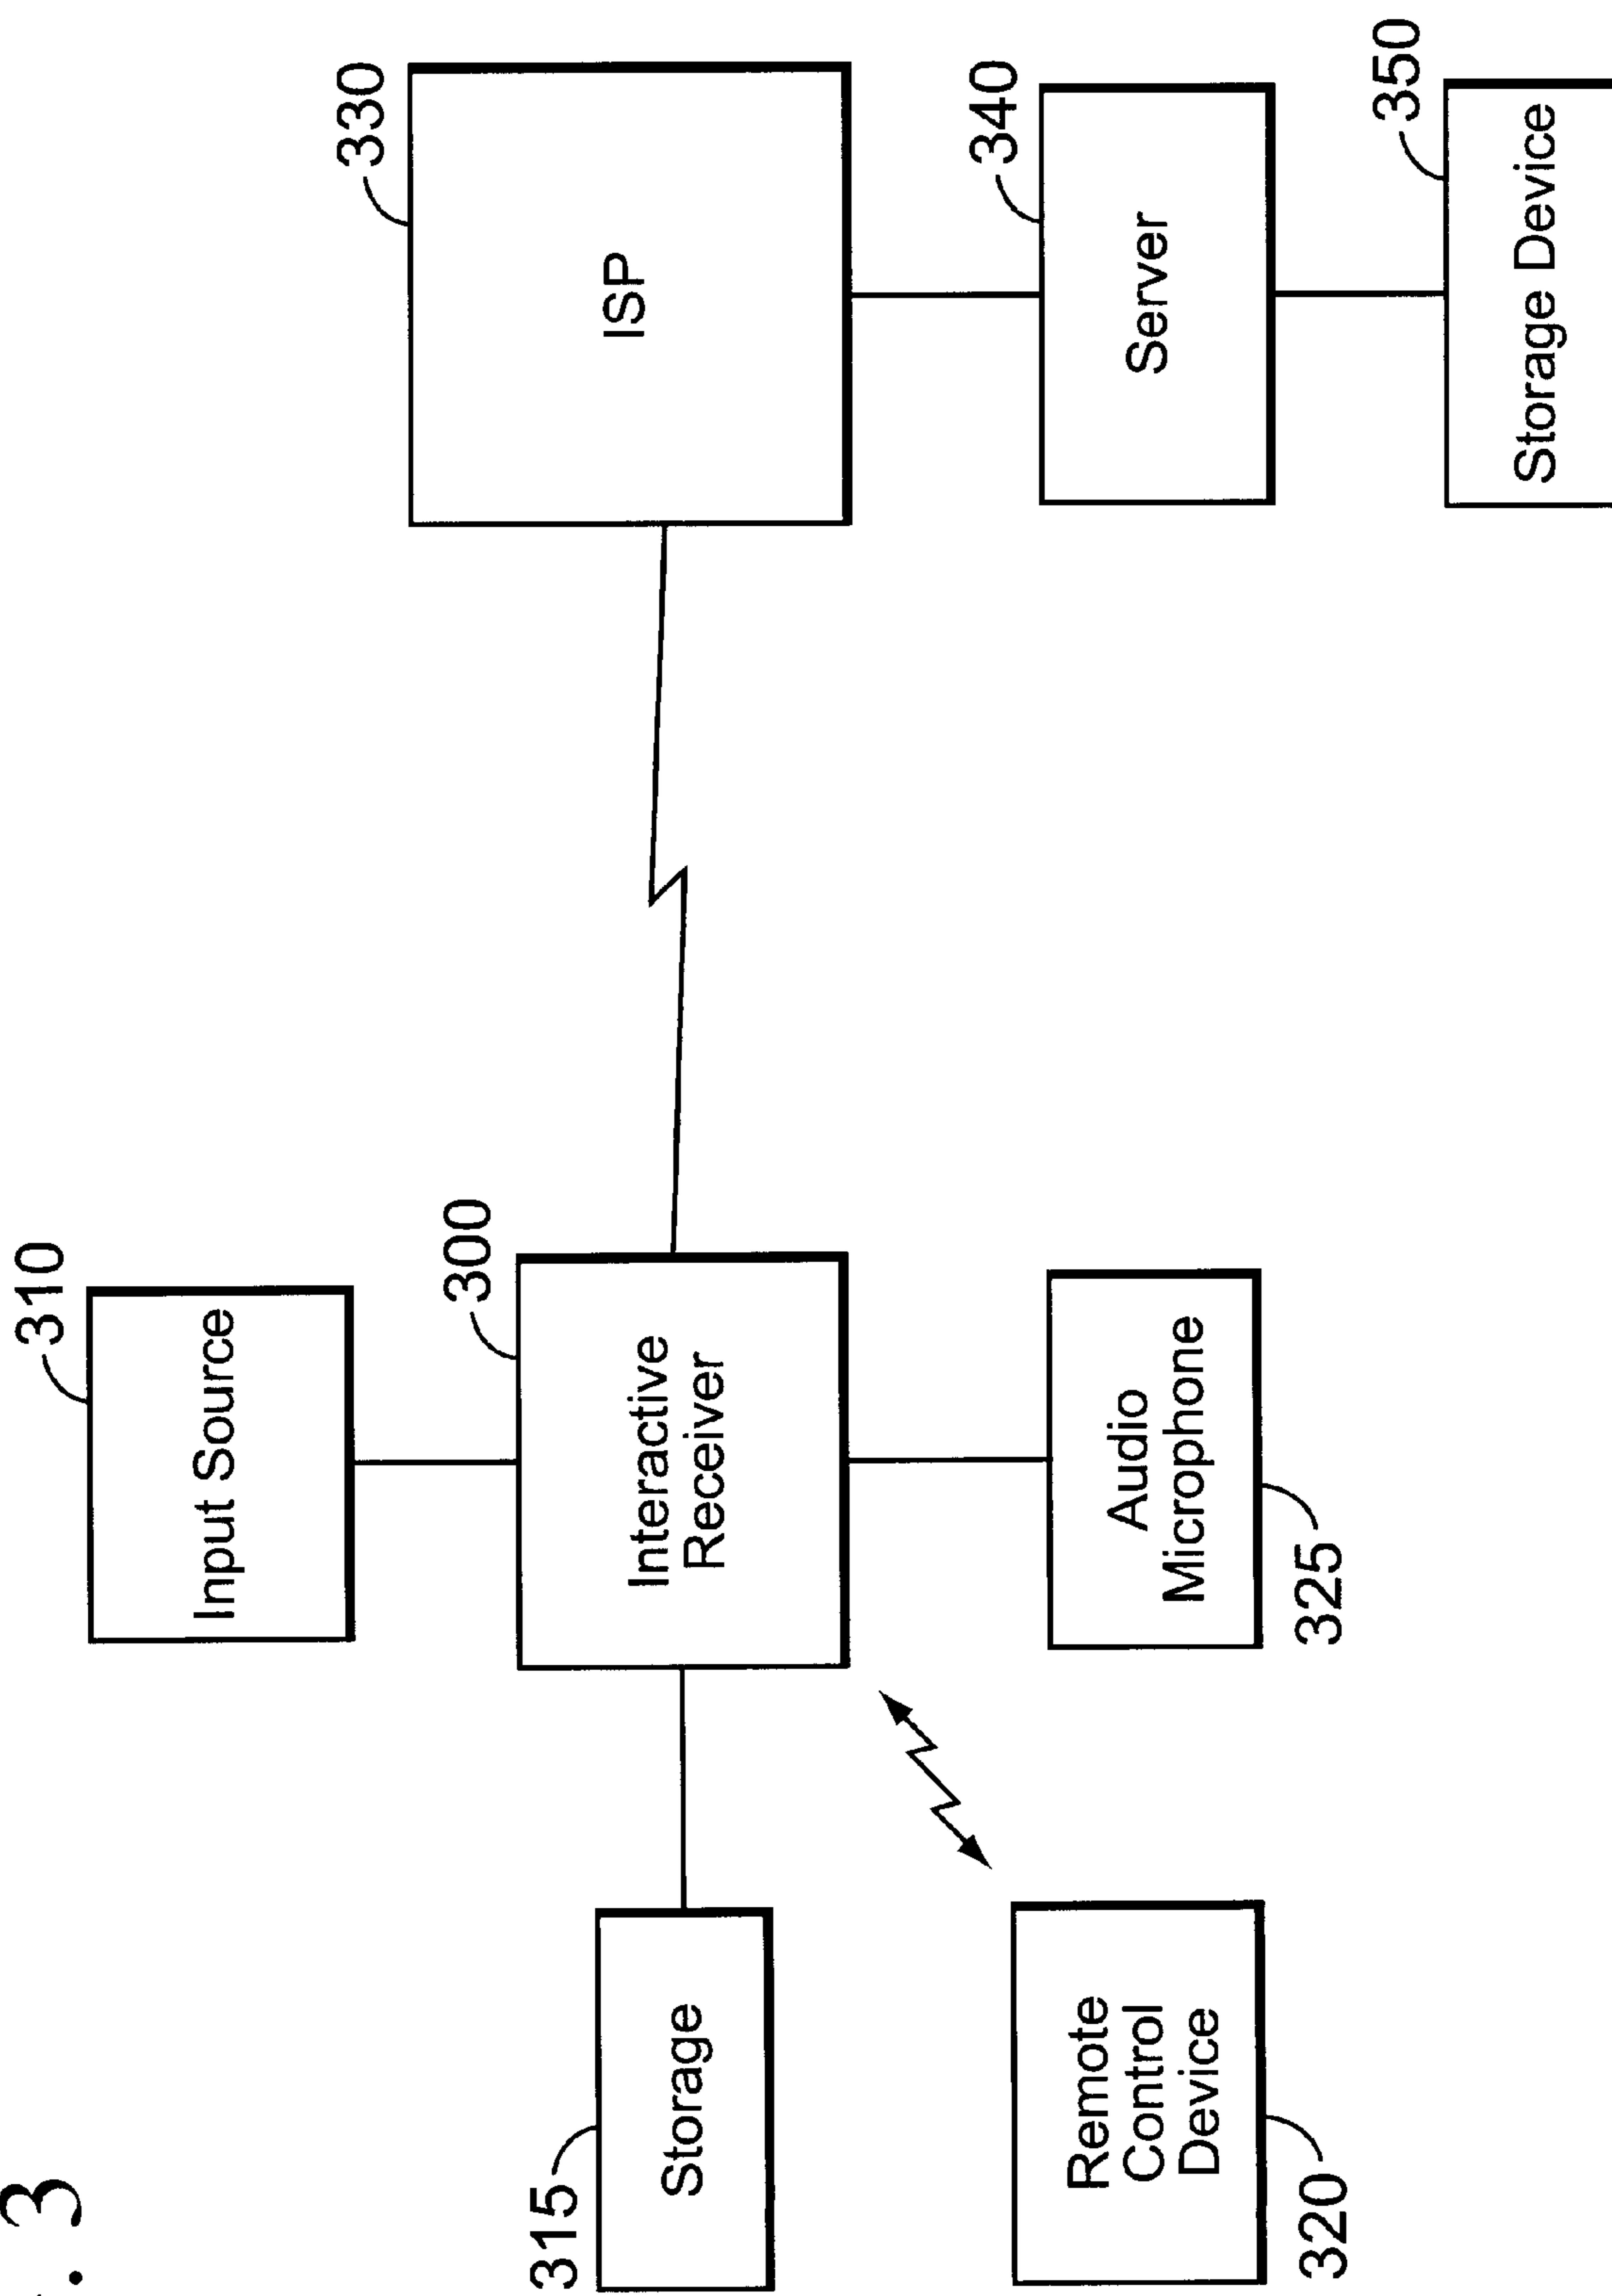 . 3
310
Input Source
300
Interactive
Receiver
315
Storage
320
Remote
Control
Device
325
Audio
Microphone
330
ISP
340
Server
350
Storage Device